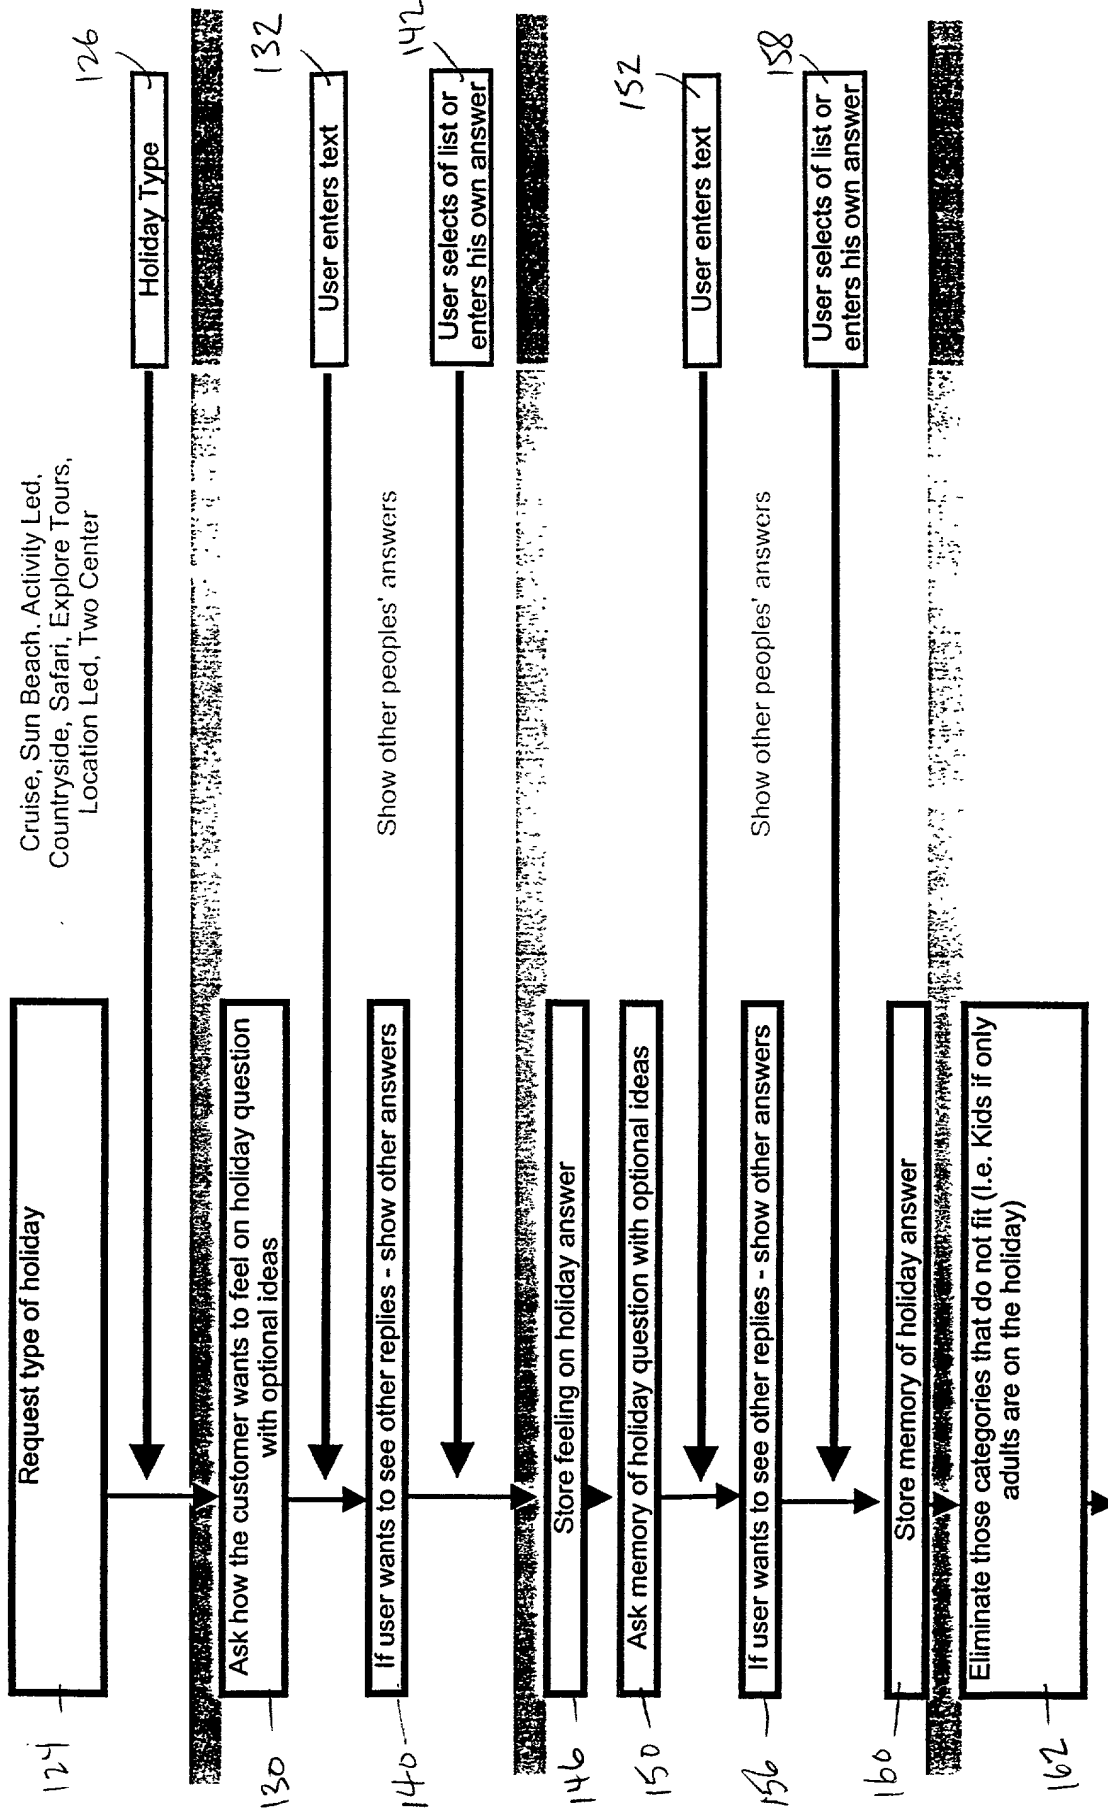 124
Request type of holiday
Cruise, Sun Beach. Activity Led,
Countryside, Safari, Explore Tours,
Location Led, Two Center
Holiday Type
126
130
Ask how the customer wants to feel on holiday question
with optional ideas
User enters text
132
140
If user wants to see other replies - show other answers
Show other peoples' answers
User selects of list or
enters his own answer
142
146
Store feeling on holiday answer
150
Ask memory of holiday question with optional ideas
User enters text
152
156
If user wants to see other replies - show other answers
Show other peoples' answers
User selects of list or
enters his own answer
158
160
Store memory of holiday answer
162
Eliminate those categories that do not fit (I.e. Kids if only
adults are on the holiday)